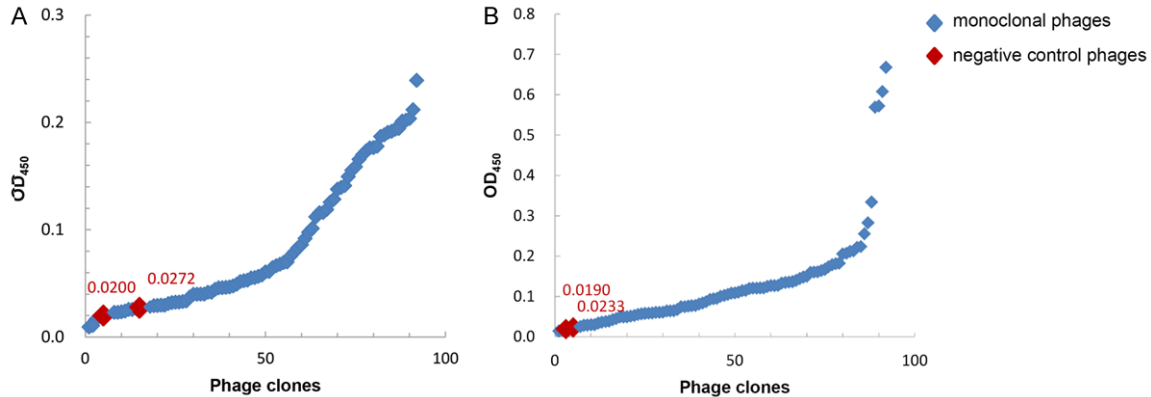 A
0.3
0.2
0.1
0.0
OD450
0.0200
0.0272
0
50
100
Phage clones
B
0.8
0.7
0.6
0.5
0.4
0.3
0.2
0.1
0.0
OD450
0.0190
0.0233
0
50
100
Phage clones
monoclonal phages
negative control phages